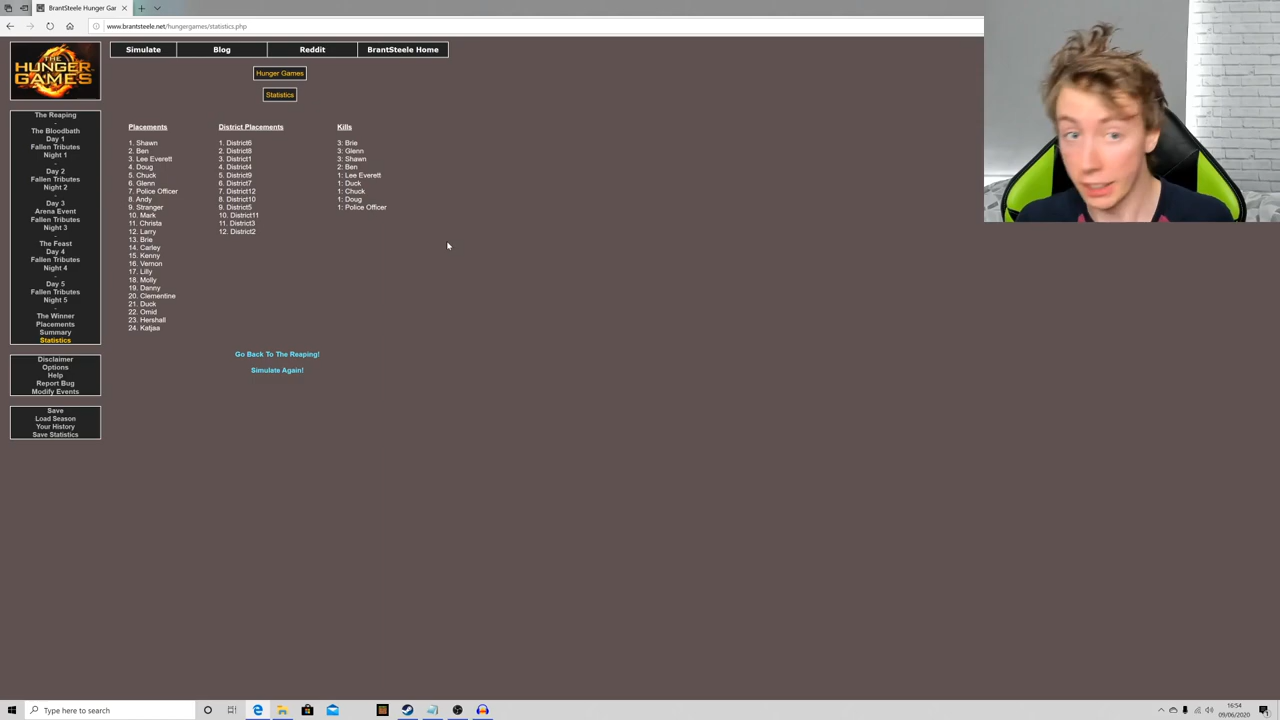 BrantSteele Hunger Gar
www.brantsteele.net/hungergames/statistics.php
THE HUNGER GAMES
Simulate
Blog
Reddit
BrantSteele Home
Hunger Games
Statistics
The Reaping
-
The Bloodbath
Day 1
Fallen Tributes
Night 1
-
Day 2
Fallen Tributes
Night 2
-
Day 3
Arena Event
Fallen Tributes
Night 3
-
The Feast
Day 4
Fallen Tributes
Night 4
-
Day 5
Fallen Tributes
Night 5
-
The Winner
Placements
Summary
Statistics
Disclaimer
Options
Help
Report Bug
Modify Events
Save
Load Season
Your History
Save Statistics
Placements
1. Shawn
2. Ben
3. Lee Everett
4. Doug
5. Chuck
6. Glenn
7. Police Officer
8. Andy
9. Stranger
10. Mark
11. Christa
12. Larry
13. Brie
14. Carley
15. Kenny
16. Vernon
17. Lilly
18. Molly
19. Danny
20. Clementine
21. Duck
22. Omid
23. Hershall
24. Katjaa
District Placements
1. District6
2. District8
3. District1
4. District4
5. District9
6. District7
7. District12
8. District10
9. District5
10. District11
11. District3
12. District2
Kills
3: Brie
3: Glenn
3: Shawn
2: Ben
1: Lee Everett
1: Duck
1: Chuck
1: Doug
1: Police Officer
Go Back To The Reaping!
Simulate Again!
Type here to search
16:54
09/06/2020